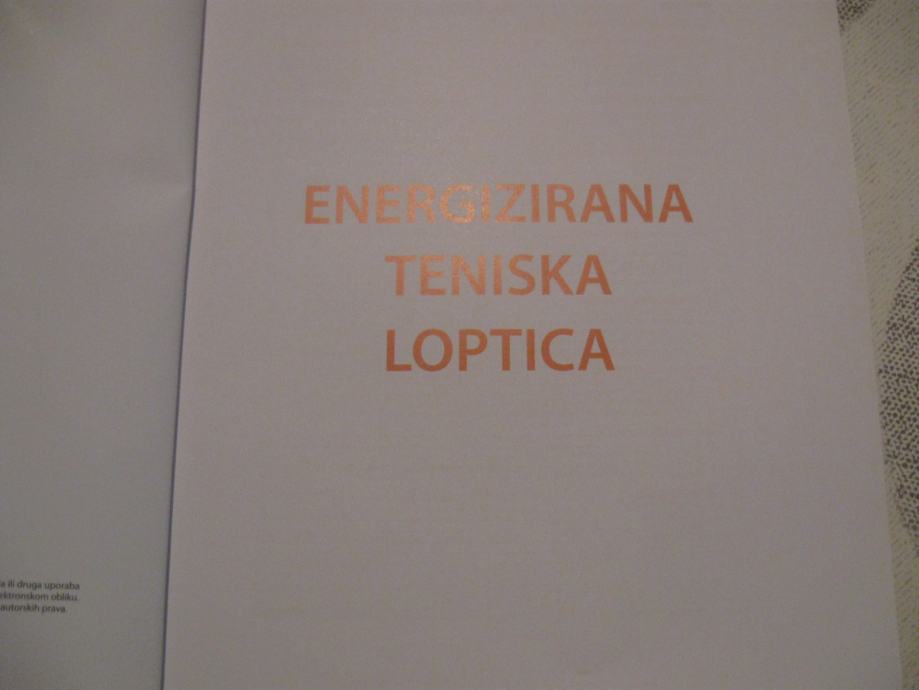 ENERGIZIRANA
TENISKA
LOPTICA
ili druga uporaba
obliku.
autorskih prava.